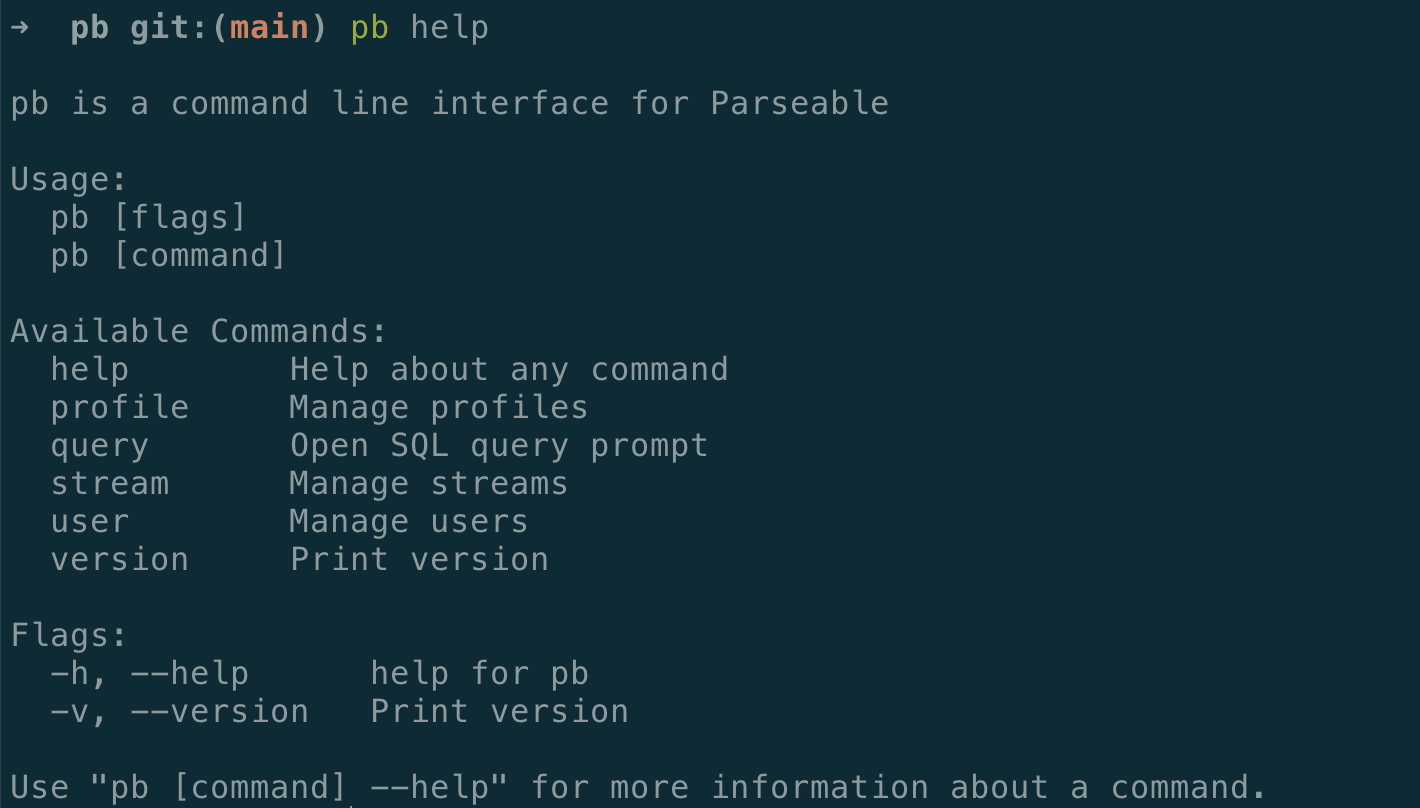 →  pb git:(main) pb help
pb is a command line interface for Parseable
Usage:
  pb [flags]
  pb [command]
Available Commands:
  help        Help about any command
  profile     Manage profiles
  query       Open SQL query prompt
  stream      Manage streams
  user        Manage users
  version     Print version
Flags:
  -h, --help      help for pb
  -v, --version   Print version
Use "pb [command] --help" for more information about a command.